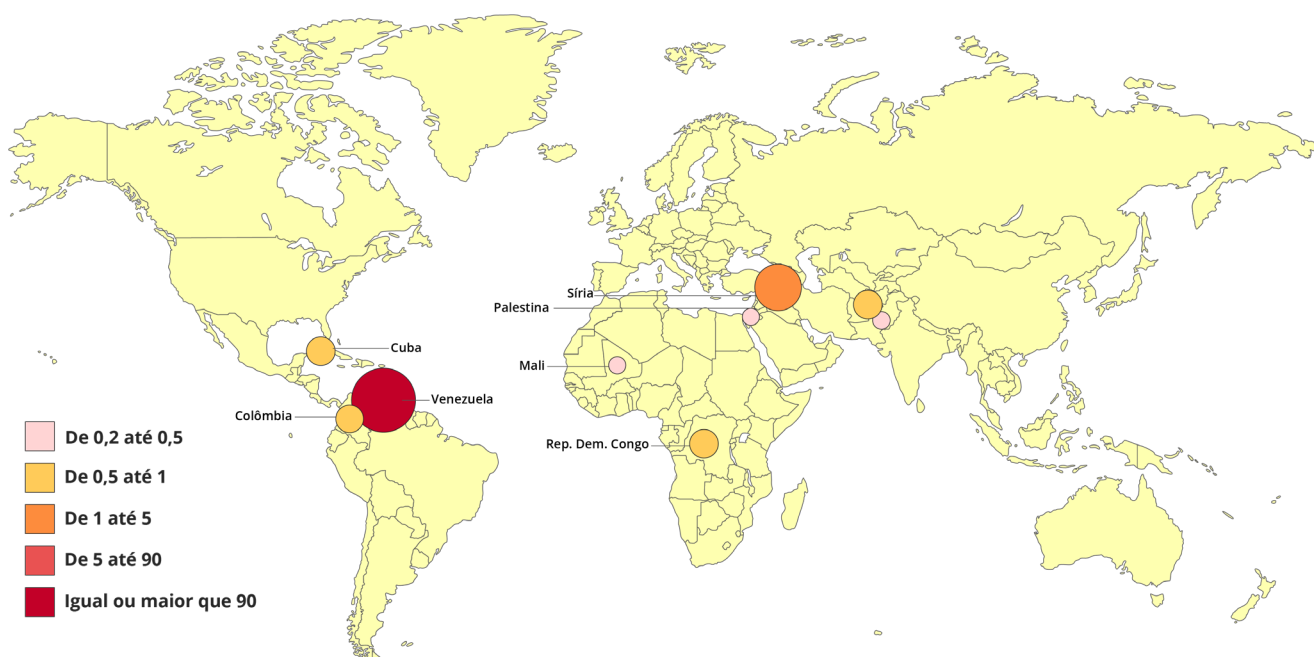 Síria
Palestina
Cuba
Mali
Venezuela
Colômbia
Rep. Dem. Congo
De 0,2 até 0,5
De 0,5 até 1
De 1 até 5
De 5 até 90
Igual ou maior que 90